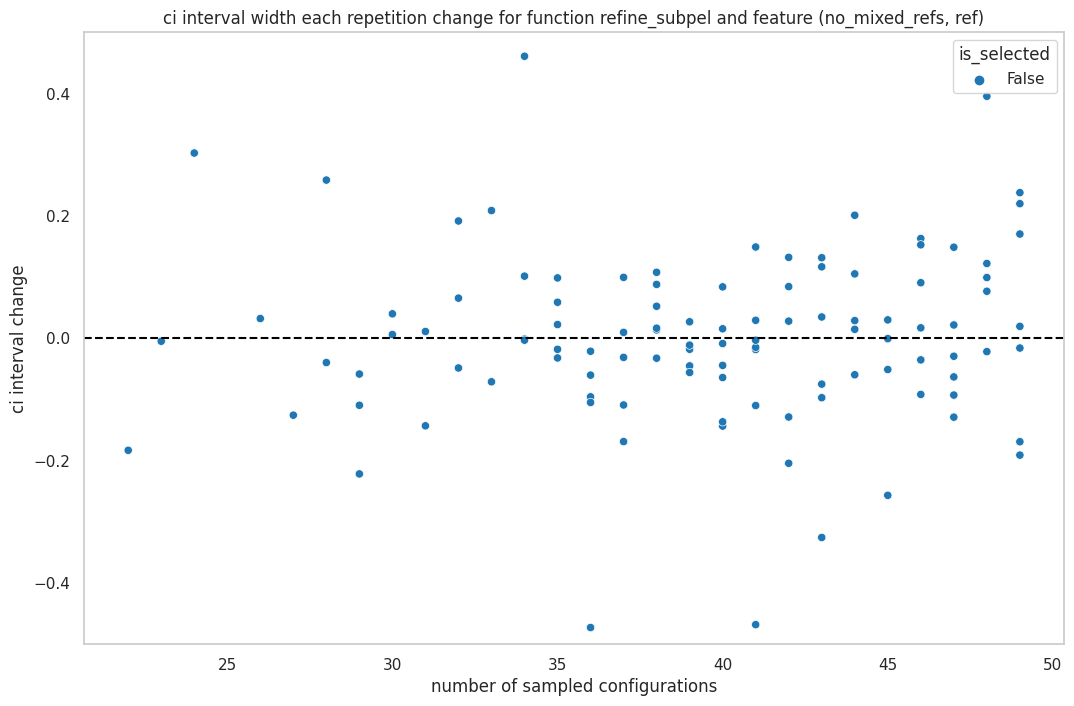 ci interval width each repetition change for function refine_subpel and feature (no_mixed_refs, ref)
is_selected
False
ci interval change
0.4
0.2
0.0
−0.2
−0.4
25 30 35 40 45 50
number of sampled configurations